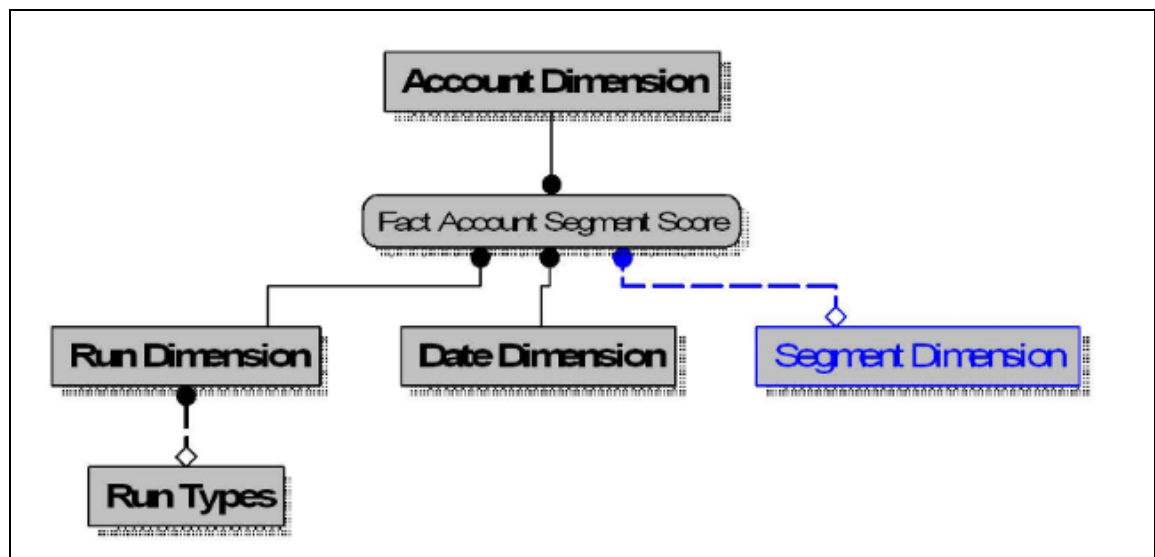 Account Dimension
Fact Account Segment Score
Run Dimension
Date Dimension
Segment Dimension
Run Types